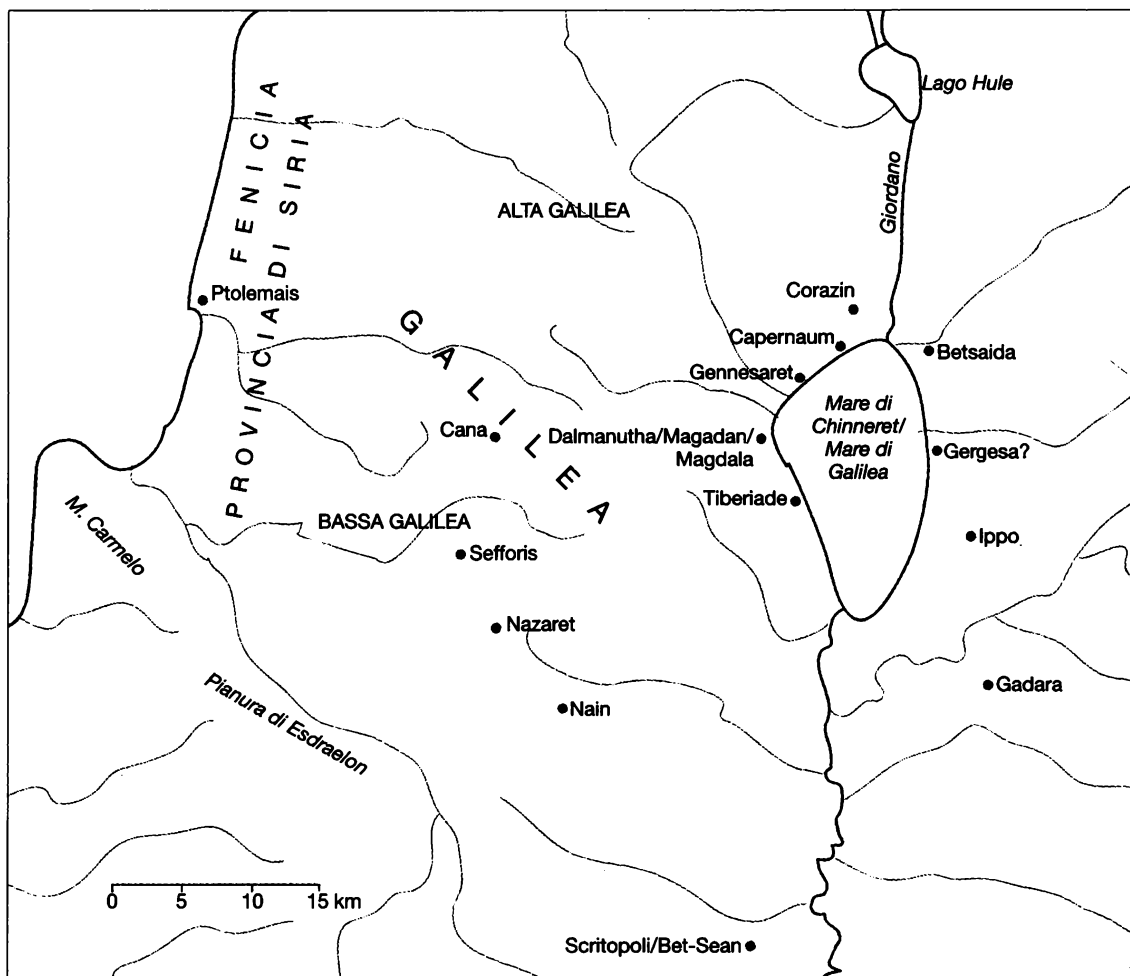 Lago Hule
FENICIA
PROVINCIA DI SIRIA
Giordano
ALTA GALILEA
Ptolemais
Corazin
GALILEA
Capernaum
Betsaida
Gennesaret
Mare di
Chinneret/
Mare di
Galilea
Cana
Dalmanutha/Magadan/
Magdala
Gergesa?
Tiberiade
M. Carmelo
BASSA GALILEA
Ippo
Sefforis
Nazaret
Gadara
Pianura di Esdraelon
Nain
0 5 10 15 km
Scritopoli/Bet-Sean